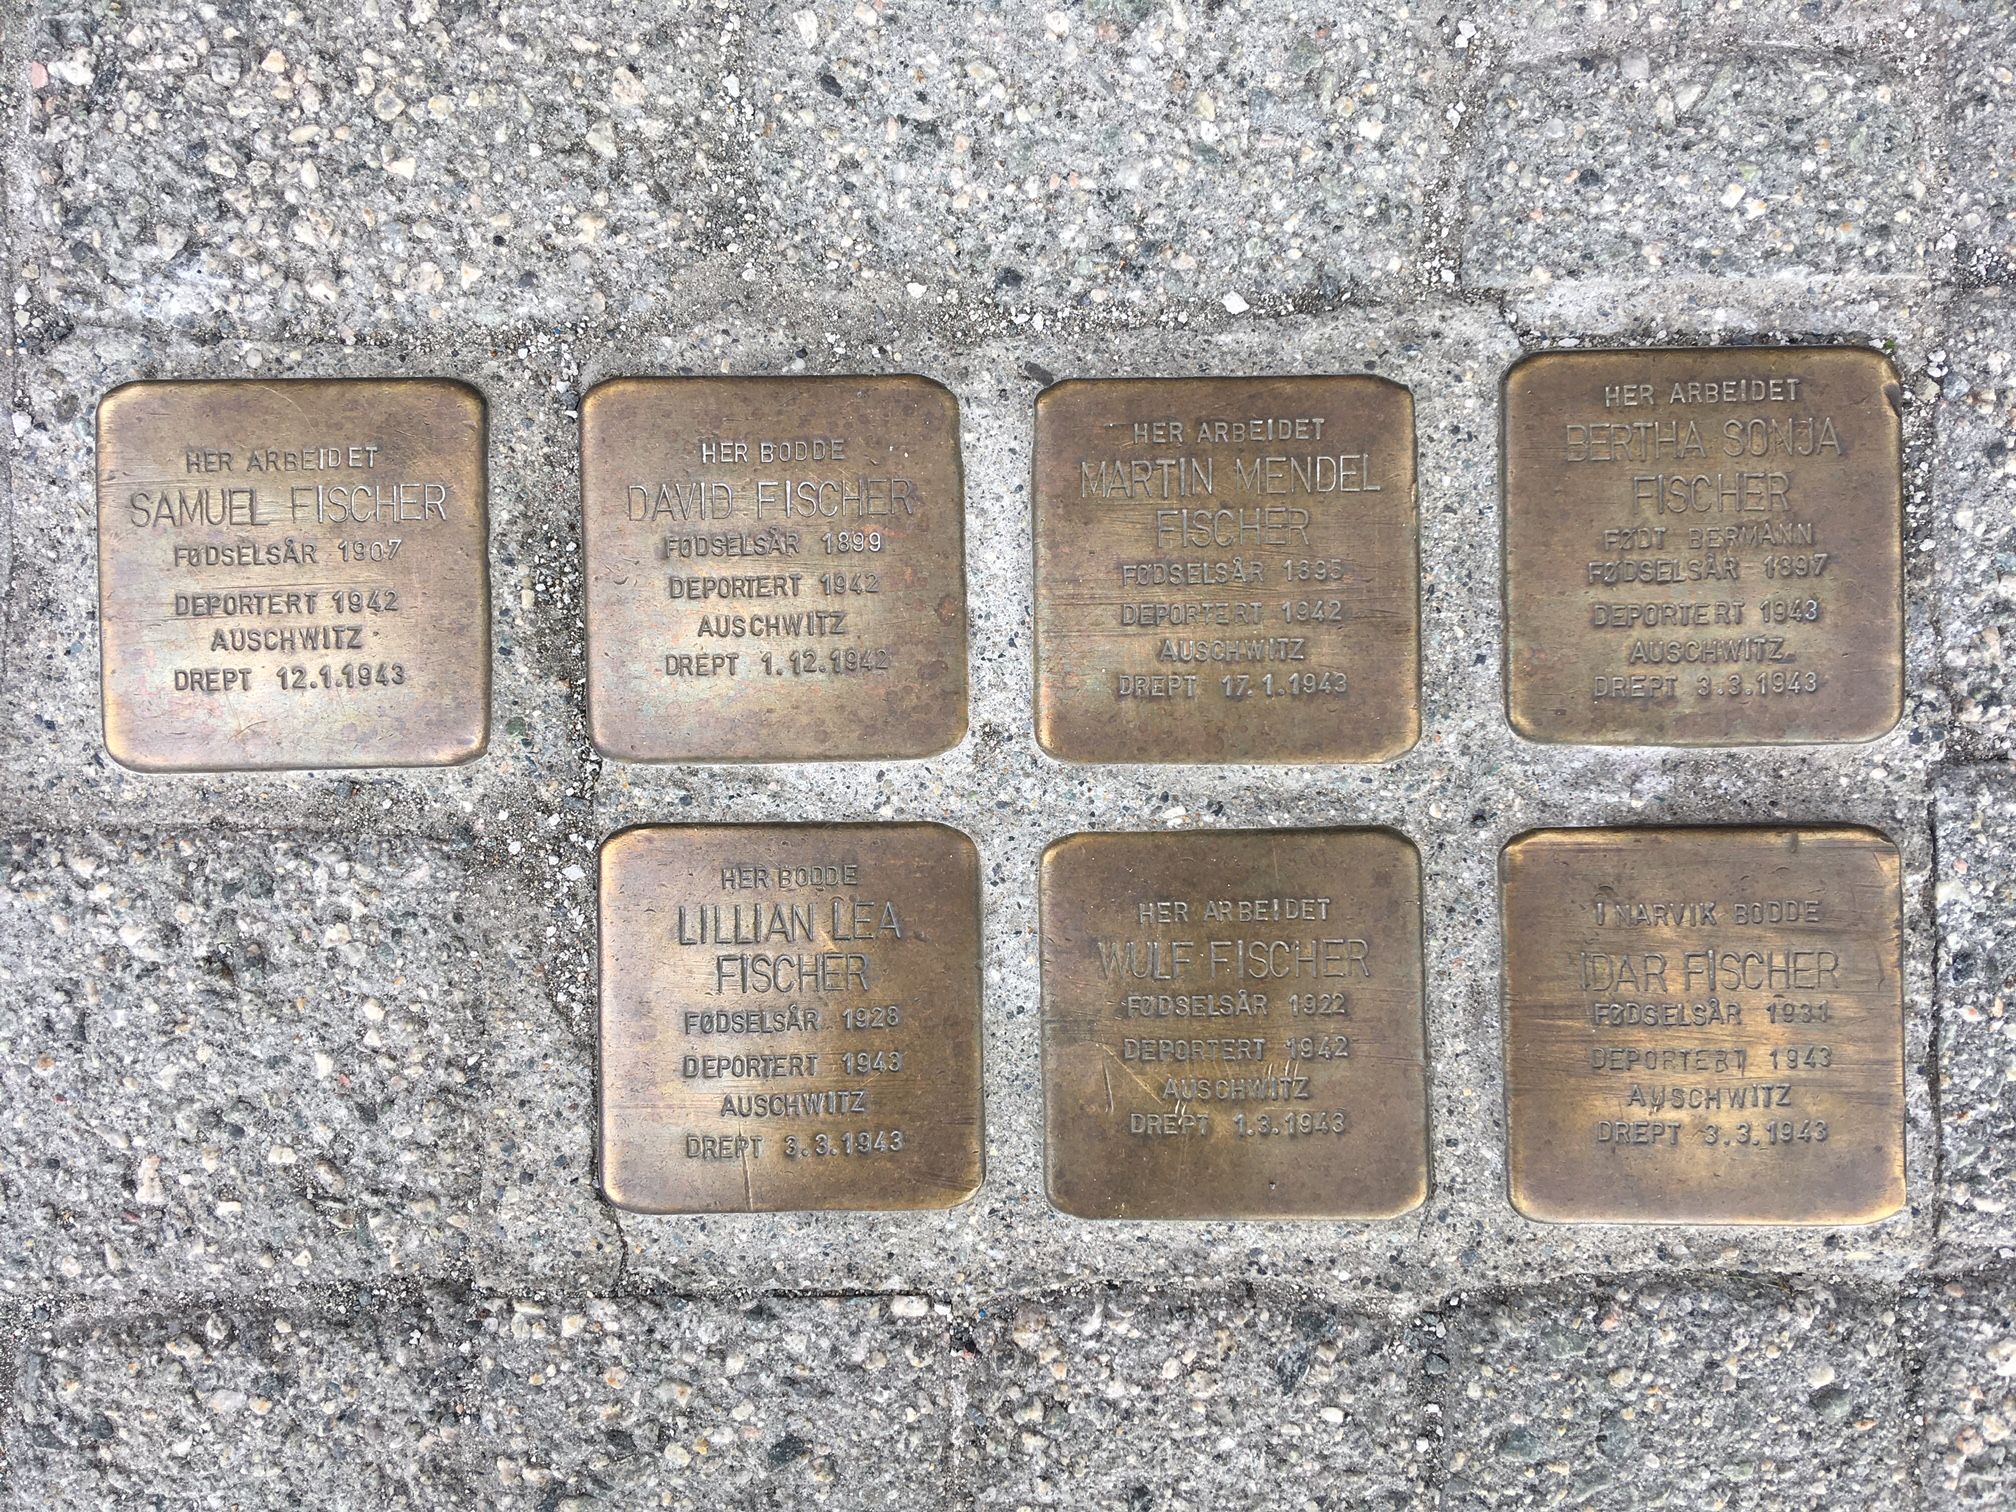 HER ARBEIDET
SAMUEL FISCHER
FØDSELSÅR 1907
DEPORTERT 1942
AUSCHWITZ
DREPT 12.1.1943
HER BODDE
DAVID FISCHER
FØDSELSÅR 1899
DEPORTERT 1942
AUSCHWITZ
DREPT 1.12.1942
HER ARBEIDET
MARTIN MENDEL
FISCHER
FØDSELSÅR 1895
DEPORTERT 1942
AUSCHWITZ
DREPT 17.1.1943
HER ARBEIDET
BERTHA SONJA
FISCHER
FØDT BERMANN
FØDSELSÅR 1897
DEPORTERT 1943
AUSCHWITZ
DREPT 3.3.1943
HER BODDE
LILLIAN LEA
FISCHER
FØDSELSÅR 1928
DEPORTERT 1943
AUSCHWITZ
DREPT 3.3.1943
HER ARBEIDET
WULF FISCHER
FØDSELSÅR 1922
DEPORTERT 1942
AUSCHWITZ
DREPT 1.3.1943
I NARVIK BODDE
IDAR FISCHER
FØDSELSÅR 1931
DEPORTERT 1943
AUSCHWITZ
DREPT 3.3.1943